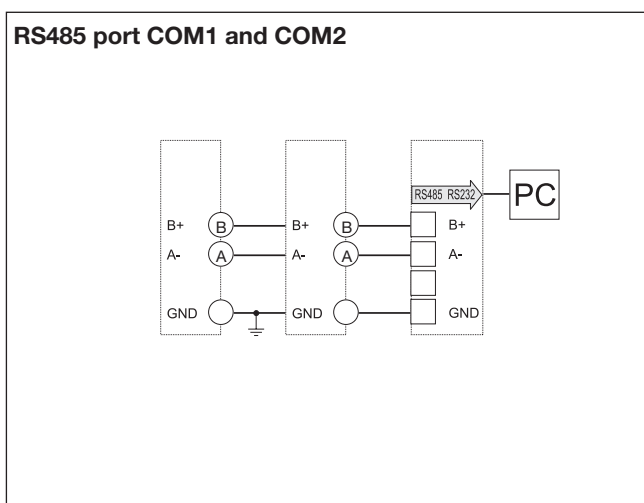 RS485 port COM1 and COM2
RS485 RS232
PC
B+ B B+ B B+
A- A A- A A-
GND GND GND